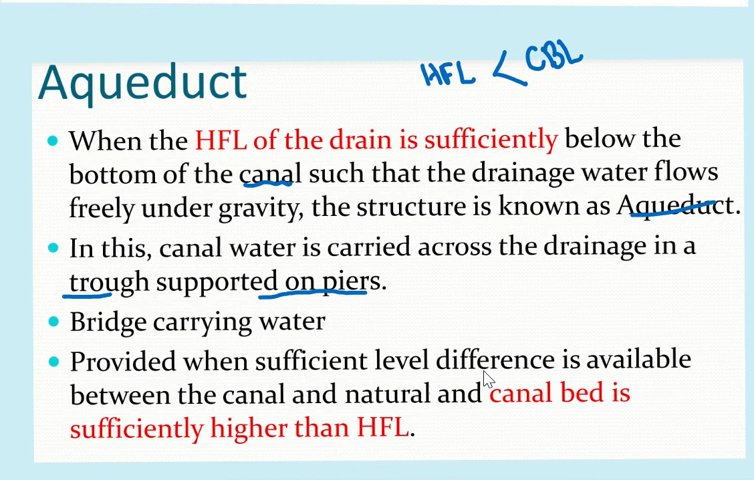 HFL < CBL
Aqueduct
When the HFL of the drain is sufficiently below the
bottom of the canal such that the drainage water flows
freely under gravity, the structure is known as Aqueduct.
In this, canal water is carried across the drainage in a
trough supported on piers.
Bridge carrying water
Provided when sufficient level difference is available
between the canal and natural and canal bed is
sufficiently higher than HFL.